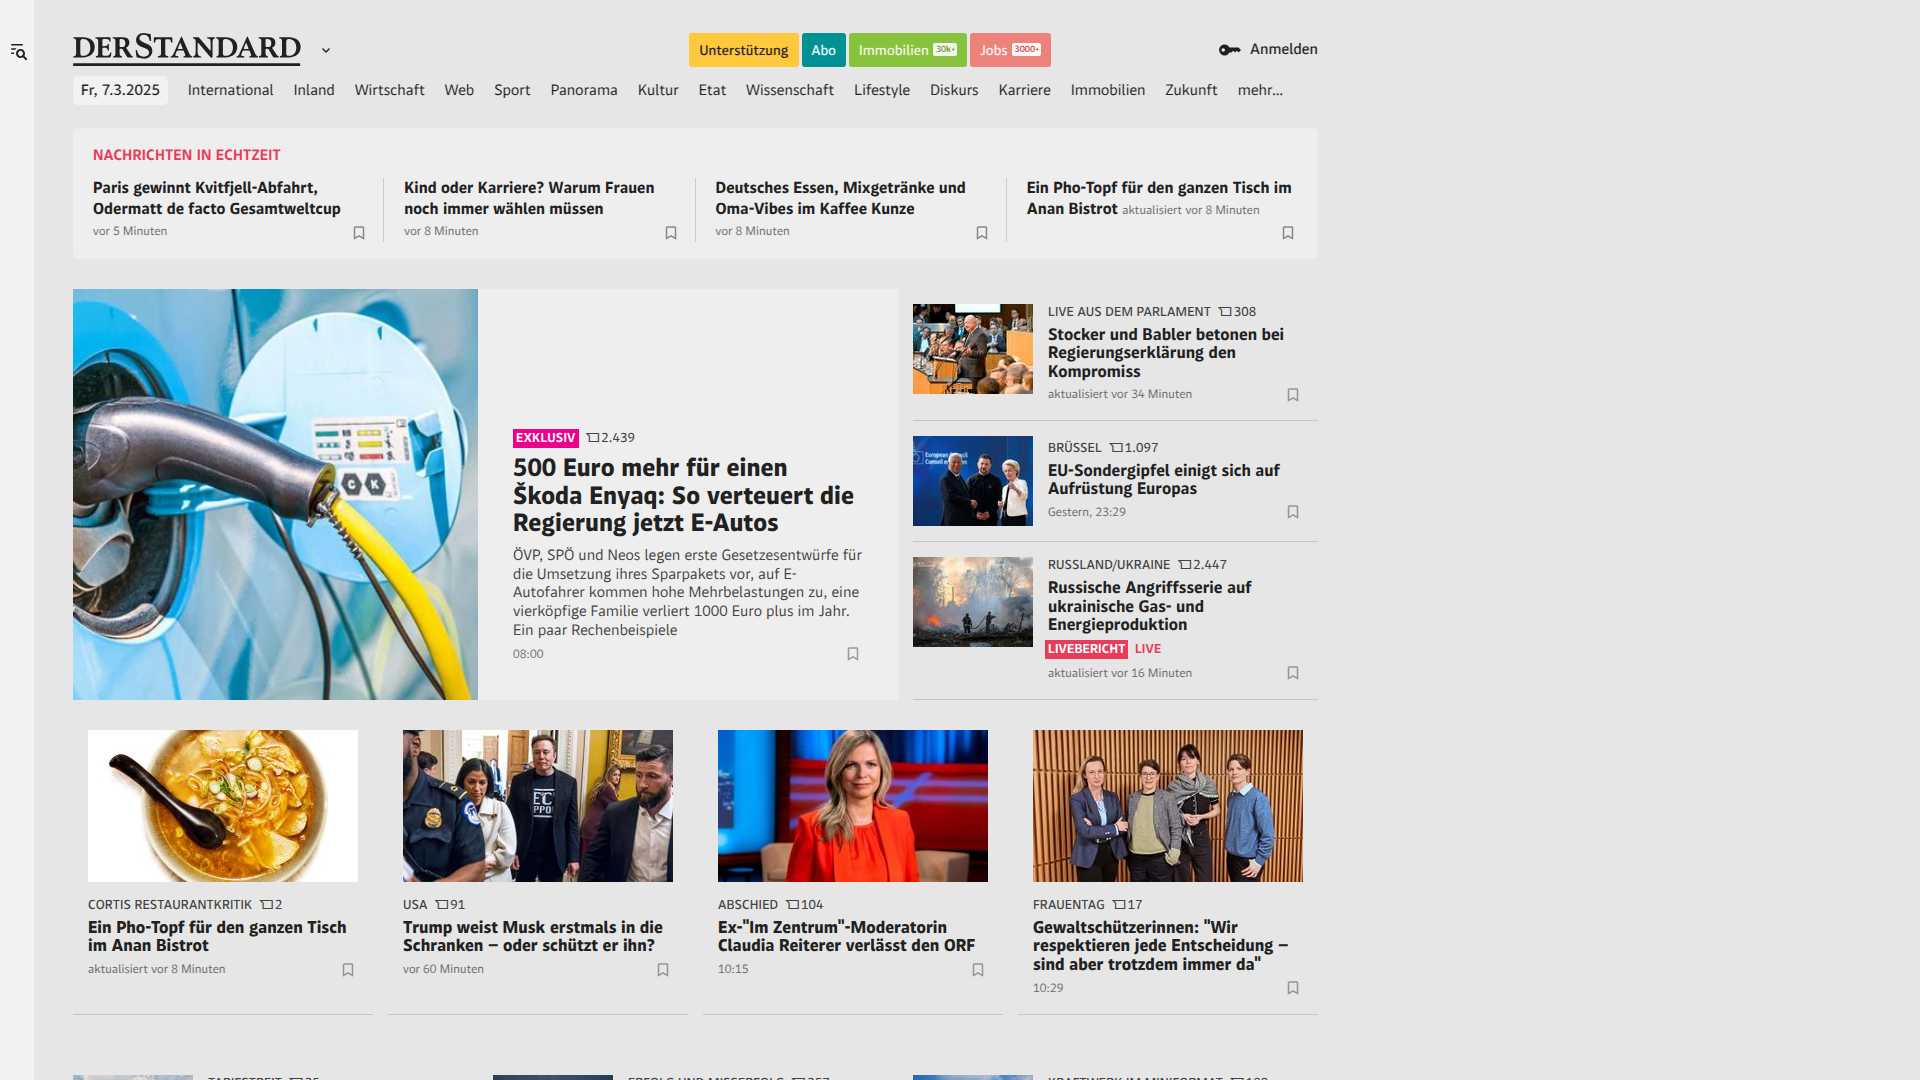 DERSTANDARD
Unterstützung
Abo
Immobilien 30k+
Jobs 3000+
Anmelden
Fr, 7.3.2025
International
Inland
Wirtschaft
Web
Sport
Panorama
Kultur
Etat
Wissenschaft
Lifestyle
Diskurs
Karriere
Immobilien
Zukunft
mehr...
NACHRICHTEN IN ECHTZEIT
Paris gewinnt Kvitfjell-Abfahrt,
Odermatt de facto Gesamtweltcup
vor 5 Minuten
Kind oder Karriere? Warum Frauen
noch immer wählen müssen
vor 8 Minuten
Deutsches Essen, Mixgetränke und
Oma-Vibes im Kaffee Kunze
vor 8 Minuten
Ein Pho-Topf für den ganzen Tisch im
Anan Bistrot aktualisiert vor 8 Minuten
EXKLUSIV 2.439
500 Euro mehr für einen
Škoda Enyaq: So verteuert die
Regierung jetzt E-Autos
ÖVP, SPÖ und Neos legen erste Gesetzesentwürfe für
die Umsetzung ihres Sparpakets vor, auf E-
Autofahrer kommen hohe Mehrbelastungen zu, eine
vierköpfige Familie verliert 1000 Euro plus im Jahr.
Ein paar Rechenbeispiele
08:00
LIVE AUS DEM PARLAMENT 308
Stocker und Babler betonen bei
Regierungserklärung den
Kompromiss
aktualisiert vor 34 Minuten
BRÜSSEL 1.097
EU-Sondergipfel einigt sich auf
Aufrüstung Europas
Gestern, 23:29
RUSSLAND/UKRAINE 2.447
Russische Angriffsserie auf
ukrainische Gas- und
Energieproduktion
LIVEBERICHT LIVE
aktualisiert vor 16 Minuten
CORTIS RESTAURANTKRITIK 2
Ein Pho-Topf für den ganzen Tisch
im Anan Bistrot
aktualisiert vor 8 Minuten
USA 91
Trump weist Musk erstmals in die
Schranken – oder schützt er ihn?
vor 60 Minuten
ABSCHIED 104
Ex-"Im Zentrum"-Moderatorin
Claudia Reiterer verlässt den ORF
10:15
FRAUENTAG 17
Gewaltschützerinnen: "Wir
respektieren jede Entscheidung –
sind aber trotzdem immer da"
10:29